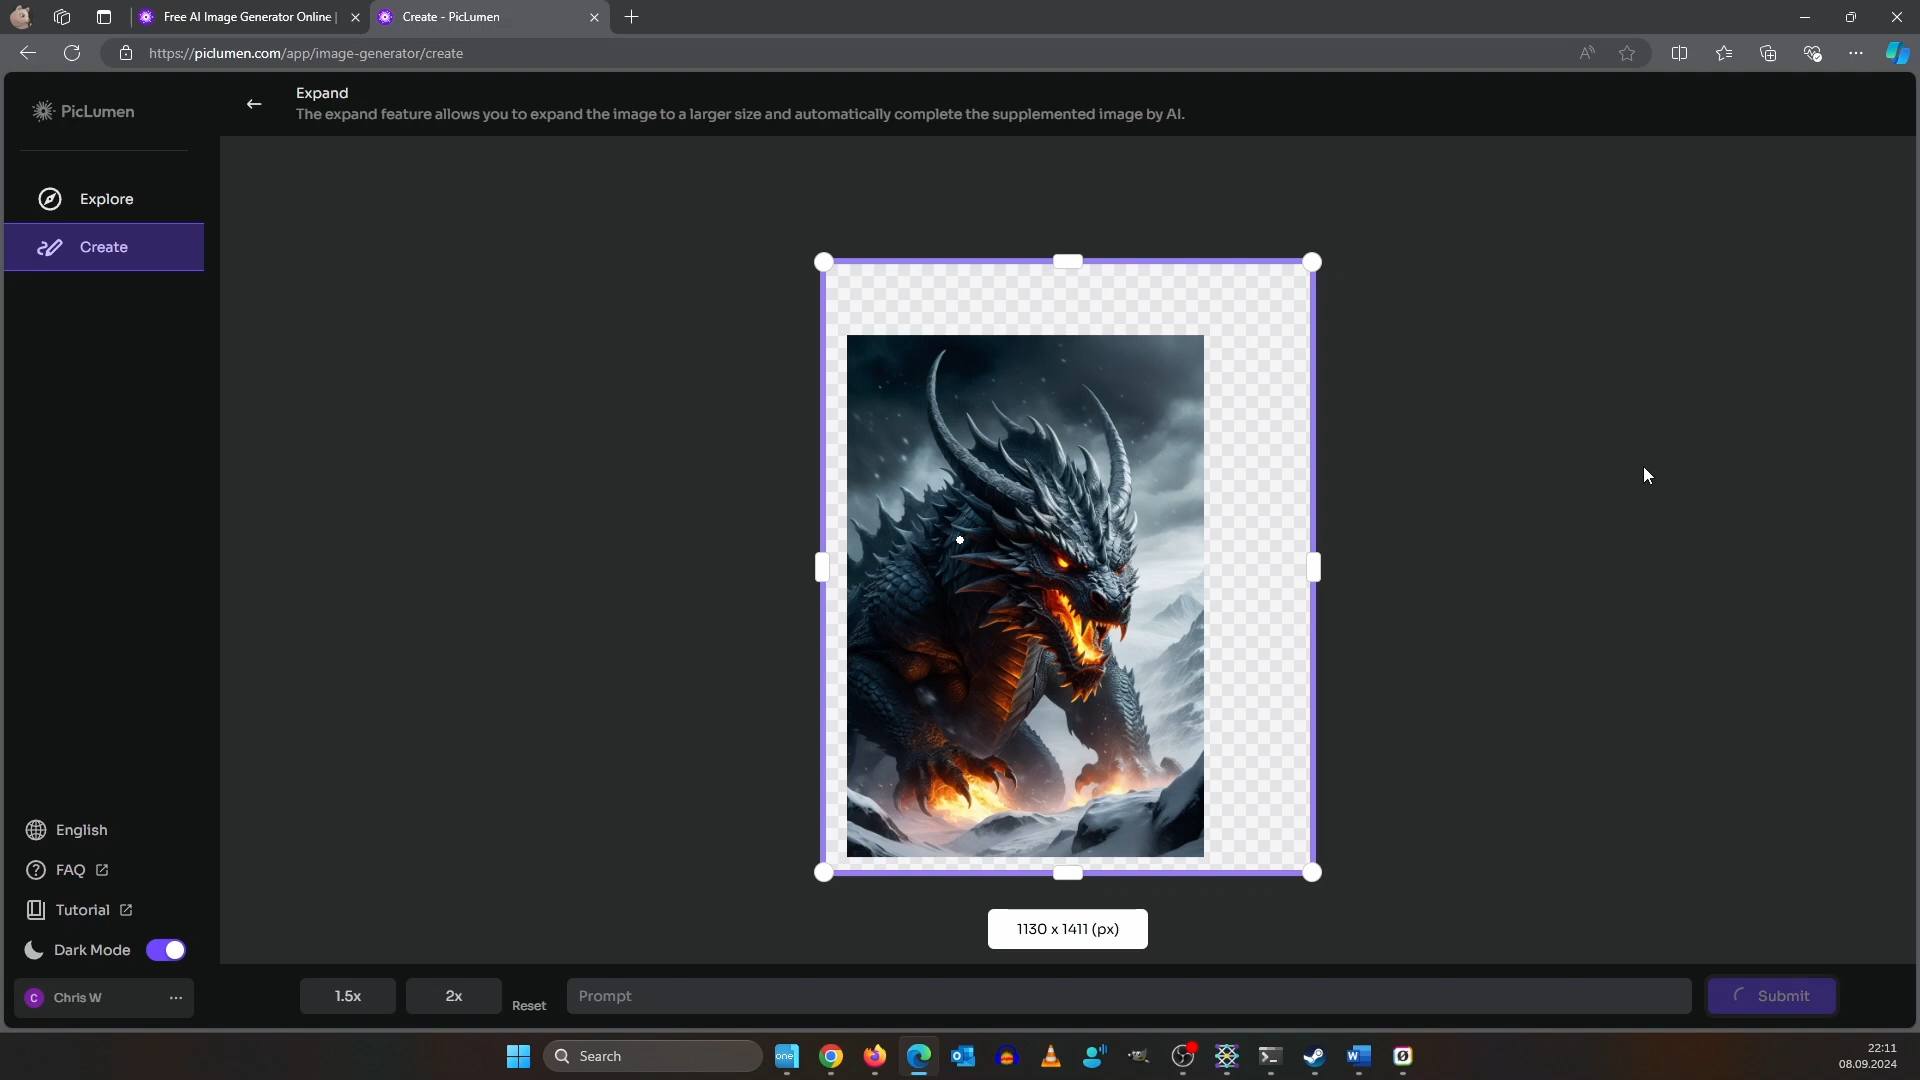 Free AI Image Generator Online |
Create - PicLumen
https://piclumen.com/app/image-generator/create
PicLumen
Expand
The expand feature allows you to expand the image to a larger size and automatically complete the supplemented image by AI.
Explore
Create
English
FAQ
Tutorial
Dark Mode
C Chris W
1130 x 1411 (px)
1.5x
2x
Reset
Prompt
Submit
Search
one
22:11
08.09.2024